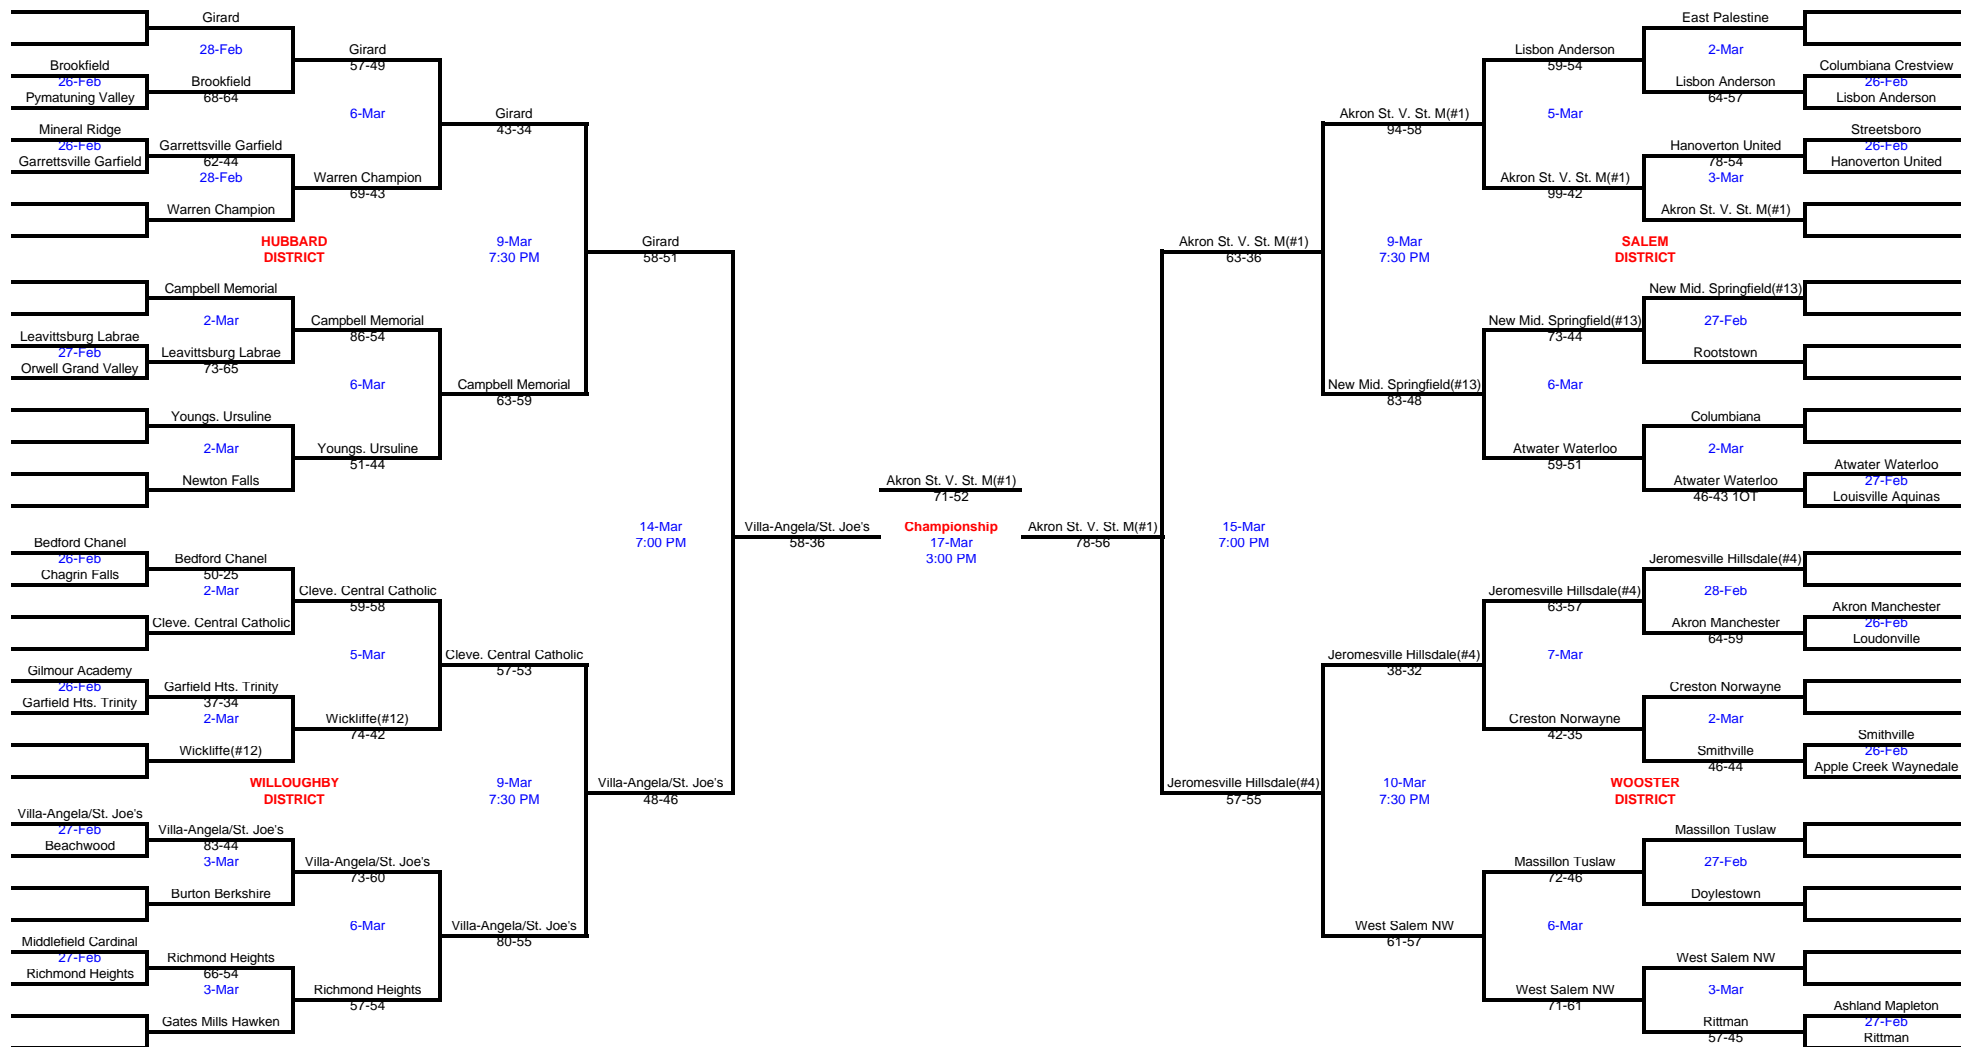 Girard
28-Feb
Girard
57-49
Brookfield
26-Feb
Pymatuning Valley
Brookfield
68-64
6-Mar
Girard
43-34
Mineral Ridge
26-Feb
Garrettsville Garfield
Garrettsville Garfield
62-44
28-Feb
Warren Champion
69-43
Warren Champion
HUBBARD
DISTRICT
9-Mar
7:30 PM
Girard
58-51
Campbell Memorial
2-Mar
Campbell Memorial
86-54
Leavittsburg Labrae
27-Feb
Orwell Grand Valley
Leavittsburg Labrae
73-65
6-Mar
Campbell Memorial
63-59
Youngs. Ursuline
2-Mar
Youngs. Ursuline
51-44
Newton Falls
14-Mar
7:00 PM
Villa-Angela/St. Joe's
58-36
Bedford Chanel
26-Feb
Chagrin Falls
Bedford Chanel
50-25
2-Mar
Cleve. Central Catholic
59-58
Cleve. Central Catholic
5-Mar
Cleve. Central Catholic
57-53
Gilmour Academy
26-Feb
Garfield Hts. Trinity
Garfield Hts. Trinity
37-34
2-Mar
Wickliffe(#12)
74-42
Wickliffe(#12)
WILLOUGHBY
DISTRICT
9-Mar
7:30 PM
Villa-Angela/St. Joe's
48-46
Villa-Angela/St. Joe's
27-Feb
Beachwood
Villa-Angela/St. Joe's
83-44
3-Mar
Villa-Angela/St. Joe's
73-60
Burton Berkshire
6-Mar
Villa-Angela/St. Joe's
80-55
Middlefield Cardinal
27-Feb
Richmond Heights
Richmond Heights
66-54
3-Mar
Richmond Heights
57-54
Gates Mills Hawken
Akron St. V. St. M(#1)
71-52
Championship
17-Mar
3:00 PM
East Palestine
Lisbon Anderson
59-54
2-Mar
Columbiana Crestview
26-Feb
Lisbon Anderson
Lisbon Anderson
64-57
Akron St. V. St. M(#1)
94-58
5-Mar
Streetsboro
26-Feb
Hanoverton United
Hanoverton United
78-54
3-Mar
Akron St. V. St. M(#1)
99-42
Akron St. V. St. M(#1)
Akron St. V. St. M(#1)
63-36
9-Mar
7:30 PM
SALEM
DISTRICT
New Mid. Springfield(#13)
New Mid. Springfield(#13)
73-44
27-Feb
Rootstown
New Mid. Springfield(#13)
83-48
6-Mar
Columbiana
Atwater Waterloo
59-51
2-Mar
Atwater Waterloo
27-Feb
Louisville Aquinas
Atwater Waterloo
46-43 1OT
Akron St. V. St. M(#1)
78-56
15-Mar
7:00 PM
Jeromesville Hillsdale(#4)
Jeromesville Hillsdale(#4)
63-57
28-Feb
Akron Manchester
26-Feb
Loudonville
Akron Manchester
64-59
Jeromesville Hillsdale(#4)
38-32
7-Mar
Creston Norwayne
Creston Norwayne
42-35
2-Mar
Smithville
26-Feb
Apple Creek Waynedale
Smithville
46-44
Jeromesville Hillsdale(#4)
57-55
10-Mar
7:30 PM
WOOSTER
DISTRICT
Massillon Tuslaw
Massillon Tuslaw
72-46
27-Feb
Doylestown
West Salem NW
61-57
6-Mar
West Salem NW
West Salem NW
71-61
3-Mar
Ashland Mapleton
27-Feb
Rittman
Rittman
57-45